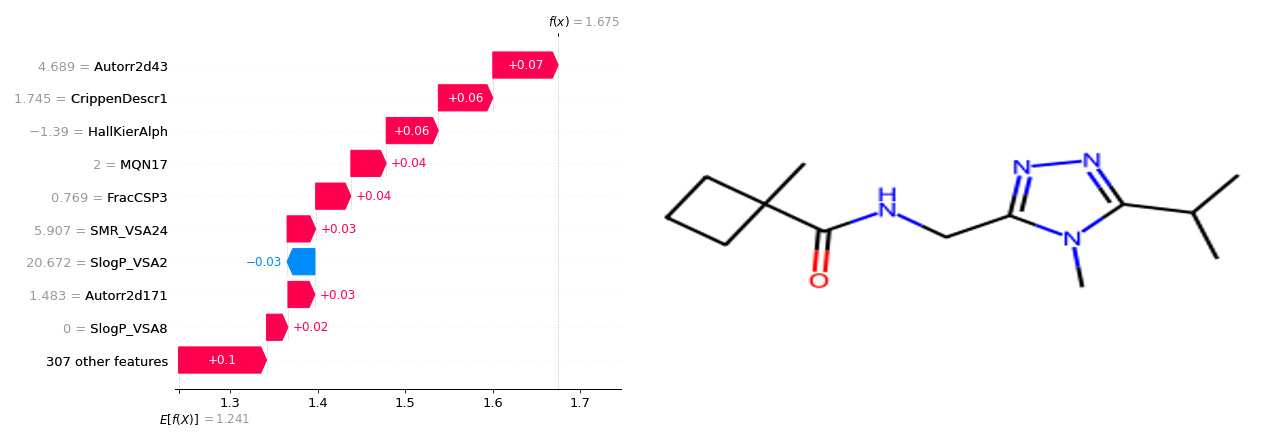 f(x) = 1.675
4.689 = Autorr2d43
+0.07
1.745 = CrippenDescr1
+0.06
−1.39 = HallKierAlph
+0.06
2 = MQN17
+0.04
0.769 = FracCSP3
+0.04
5.907 = SMR_VSA24
+0.03
20.672 = SlogP_VSA2
−0.03
1.483 = Autorr2d171
+0.03
0 = SlogP_VSA8
+0.02
307 other features
+0.1
1.3 1.4 1.5 1.6 1.7
E[f(X)] = 1.241
N N
H
N
N
O